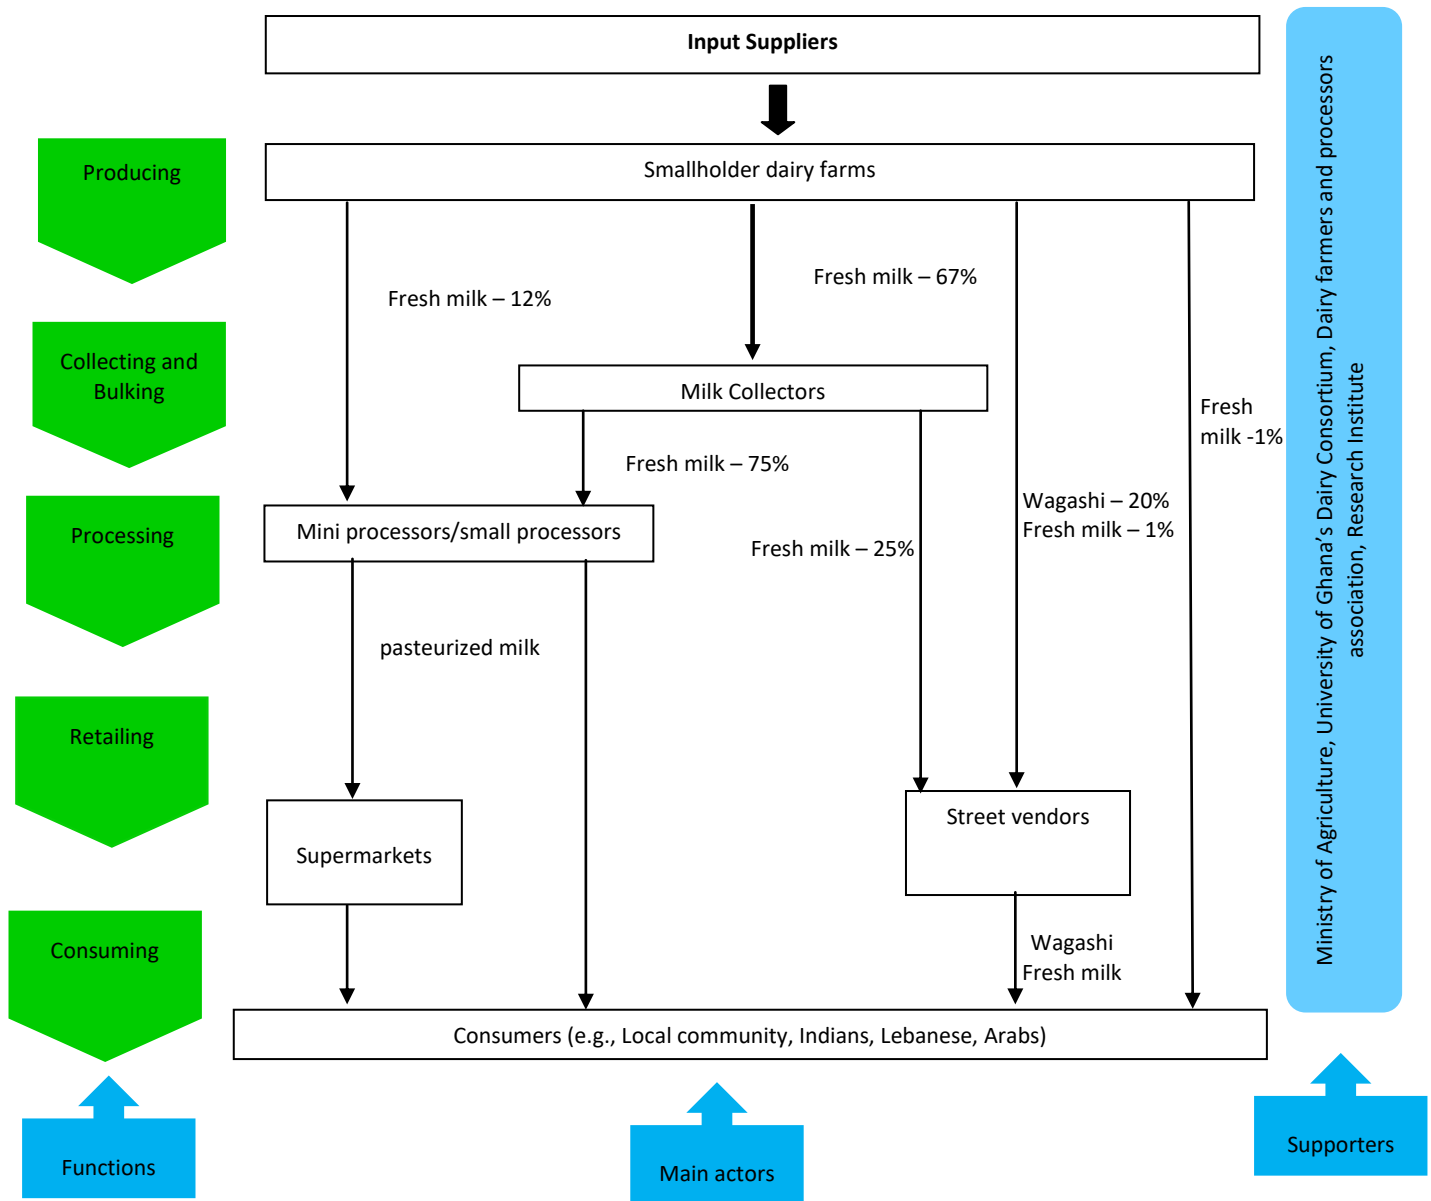 Input Suppliers
Producing
Smallholder dairy farms
Fresh milk – 67%
Fresh milk – 12%
Collecting and
Bulking
Milk Collectors
Fresh
milk -1%
Fresh milk – 75%
Wagashi – 20%
Fresh milk – 1%
Processing
Mini processors/small processors
Fresh milk – 25%
pasteurized milk
Retailing
Street vendors
Supermarkets
Consuming
Wagashi
Fresh milk
Consumers (e.g., Local community, Indians, Lebanese, Arabs)
Ministry of Agriculture, University of Ghana’s Dairy Consortium, Dairy farmers and processors
association, Research Institute
Functions
Main actors
Supporters